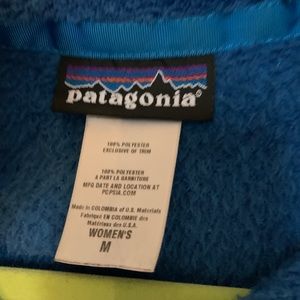 patagonia®
100% POLYESTER
EXCLUSIVE OF TRIM
100% POLYESTER
À PART LA GARNITURE
MFG DATE AND LOCATION AT
PCPSIA.COM
Made in COLOMBIA of U.S. Materials
Fabriqué EN COLOMBIE des
Matériels des U.S.A.
WOMEN'S
M